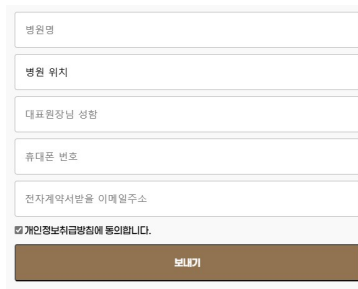 병원명
병원 위치
대표원장님 성함
휴대폰 번호
전자계약서받을 이메일주소
개인정보취급방침에 동의합니다.
보내기